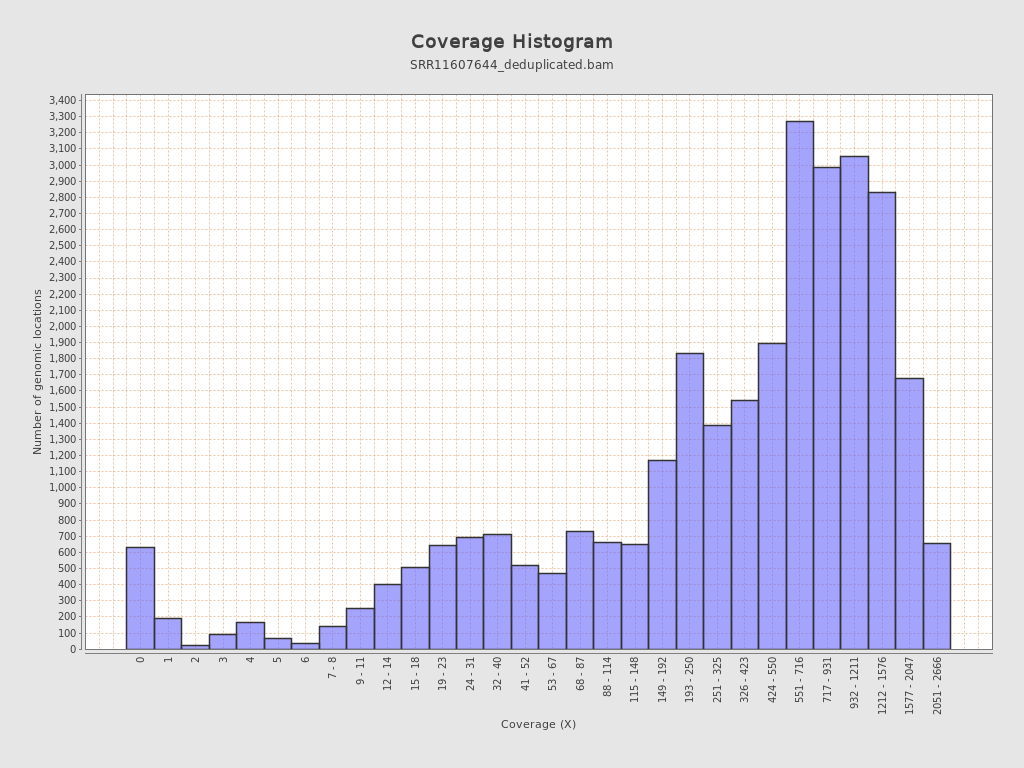 Coverage Histogram
SRR11607644_deduplicated.bam
3,400
3,300
3,200
3,100
3,000
2,900
2,800
2,700
2,600
2,500
2,400
2,300
2,200
2,100
2,000
1,900
1,800
1,700
1,600
1,500
1,400
1,300
1,200
1,100
1,000
900
800
700
600
500
400
300
200
100
0
Number of genomic locations
0
1
2
3
4
5
6
7 - 8
9 - 11
12 - 14
15 - 18
19 - 23
24 - 31
32 - 40
41 - 52
53 - 67
68 - 87
88 - 114
115 - 148
149 - 192
193 - 250
251 - 325
326 - 423
424 - 550
551 - 716
717 - 931
932 - 1211
1212 - 1576
1577 - 2047
2051 - 2666
Coverage (X)